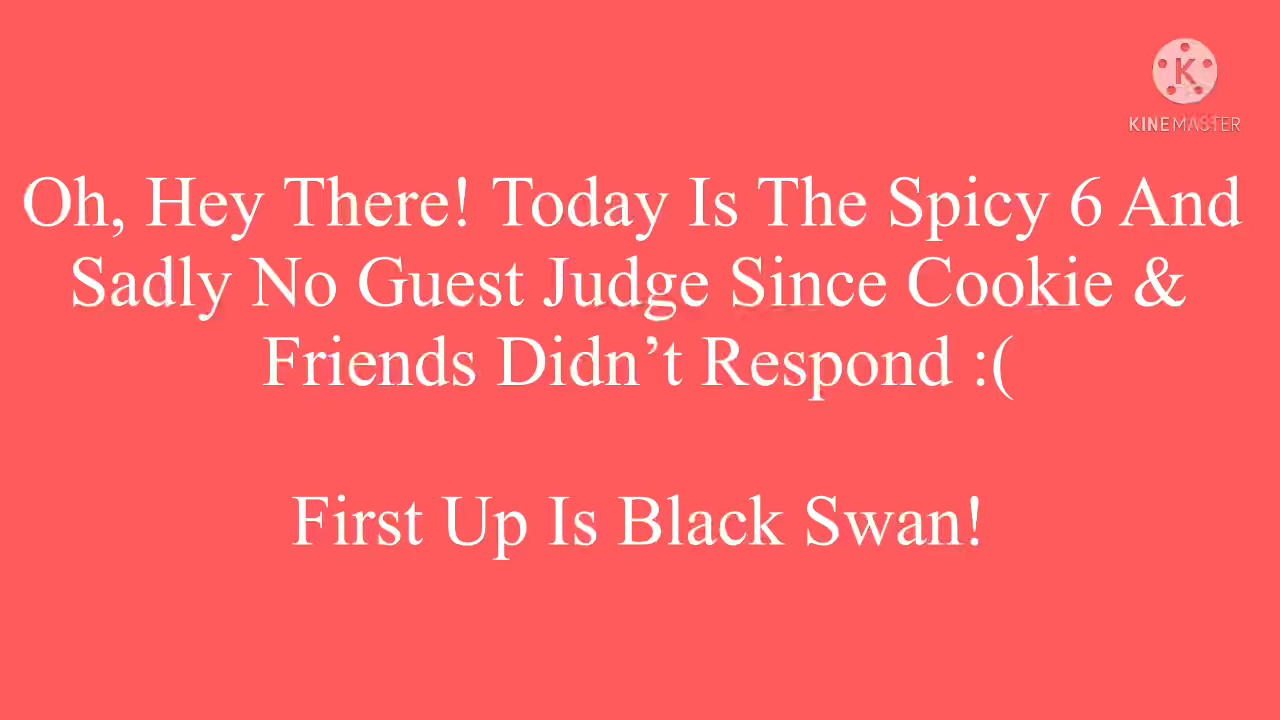 KINEMASTER
Oh, Hey There! Today Is The Spicy 6 And
Sadly No Guest Judge Since Cookie &
Friends Didn’t Respond :(
First Up Is Black Swan!